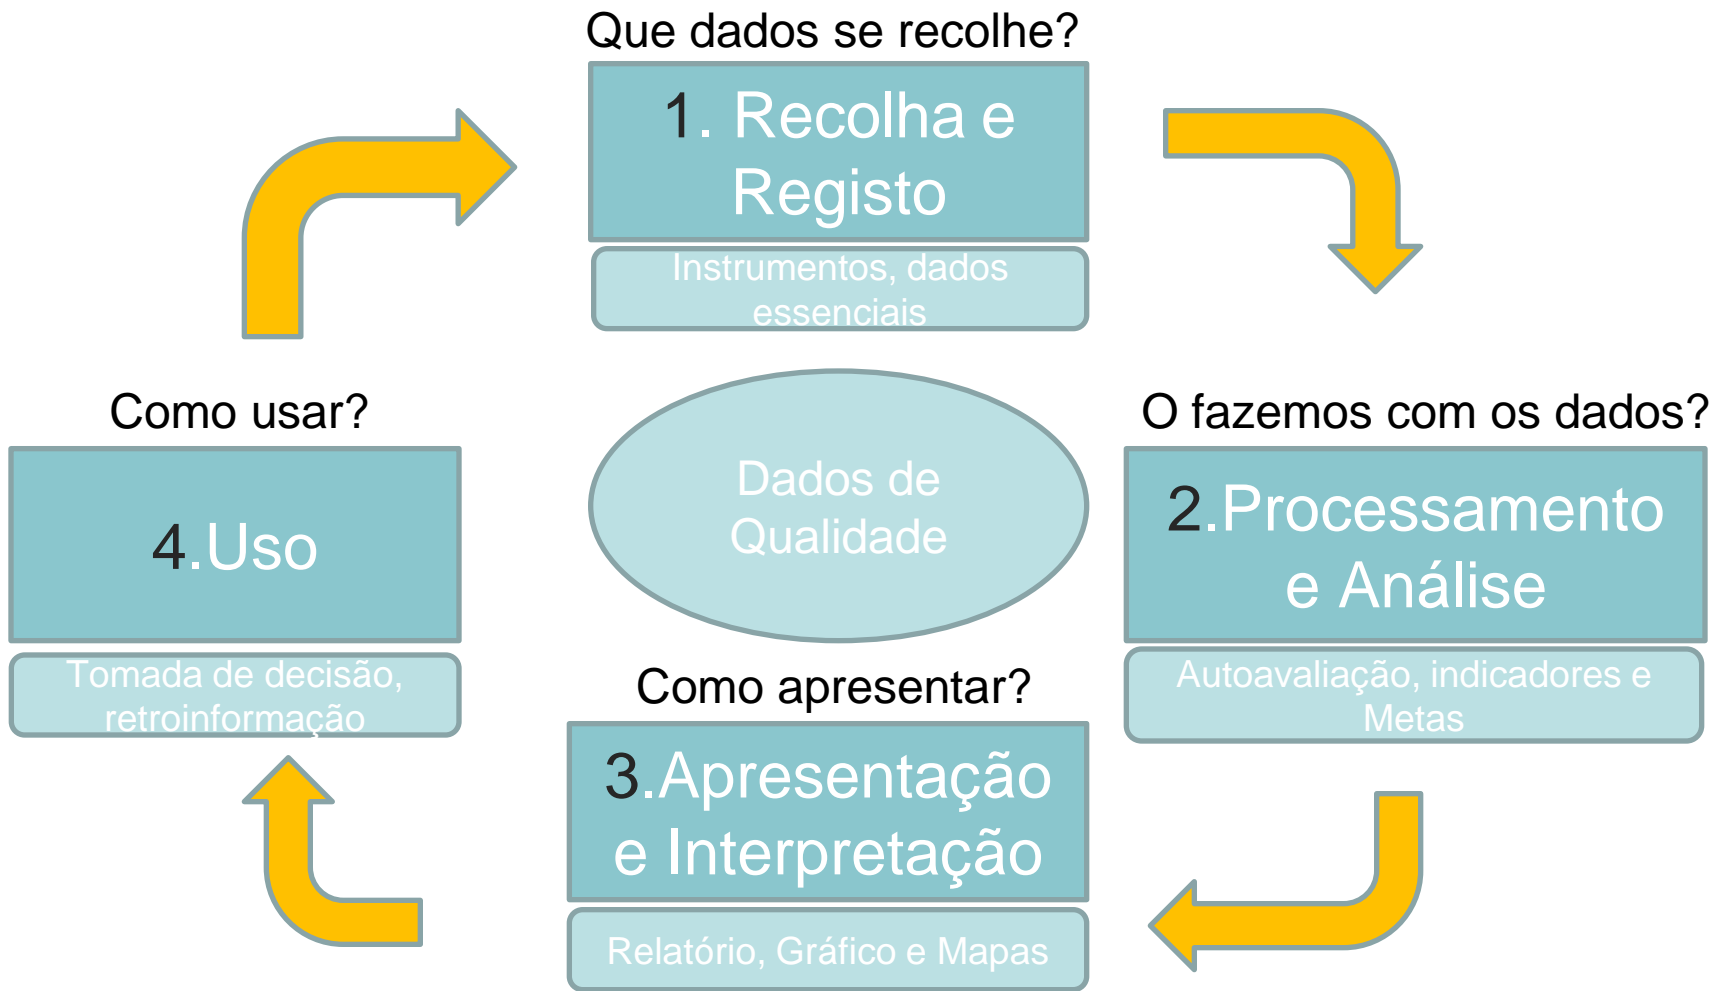 Que dados se recolhe?
1. Recolha e
Registo
Instrumentos, dados
essenciais
Como usar?
4.Uso
Tomada de decisão,
retroinformação
Dados de
Qualidade
O fazemos com os dados?
2.Processamento
e Análise
Autoavaliação, indicadores e
Metas
Como apresentar?
3.Apresentação
e Interpretação
Relatório, Gráfico e Mapas